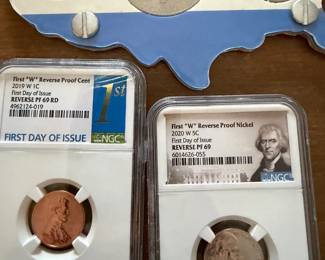 First "W" Reverse Proof Cent
2019 W 1C
First Day of Issue
REVERSE PF 69 RD
4962124-019
1st
FIRST DAY OF ISSUE
NGC
First "W" Reverse Proof Nickel
2020 W 5C
First Day of Issue
REVERSE PF 69
6014626-055
NGC